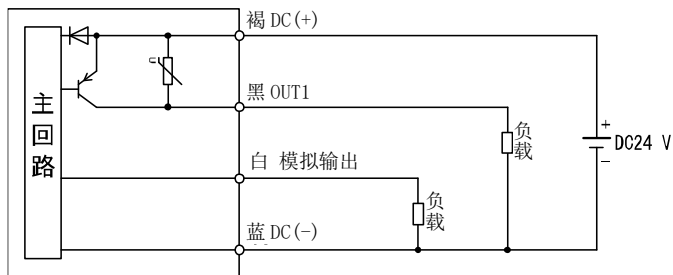 褐 DC(+)
主回路
U
黑 OUT1
负载
+
DC24 V
−
白 模拟输出
负载
蓝 DC(-)